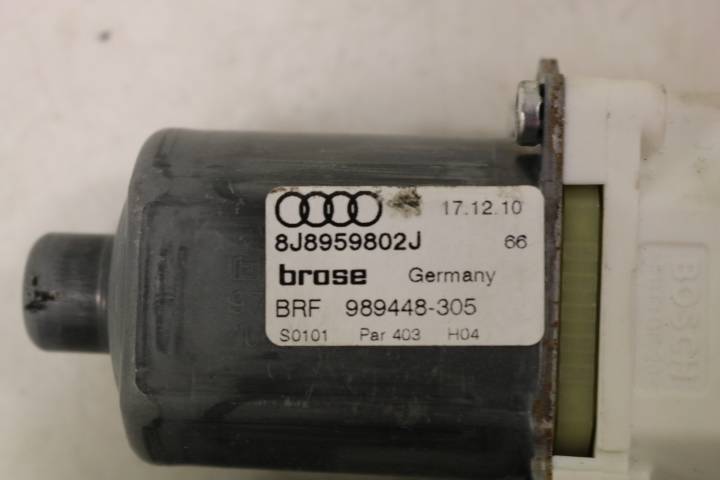 17.12.10
8J8959802J 66
brose Germany
BRF 989448-305
S0101 Par 403 H04
BOSCH